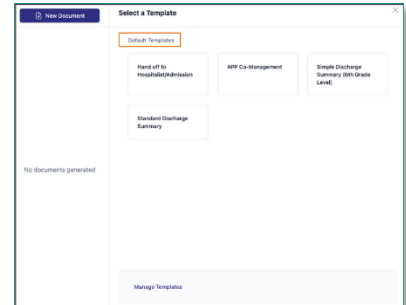 New Document
Select a Template
Default Templates
Hand off to
Hospitalist/Admission
APP Co-Management
Simple Discharge
Summary (6th Grade
Level)
Standard Discharge
Summary
No documents generated
Manage Templates